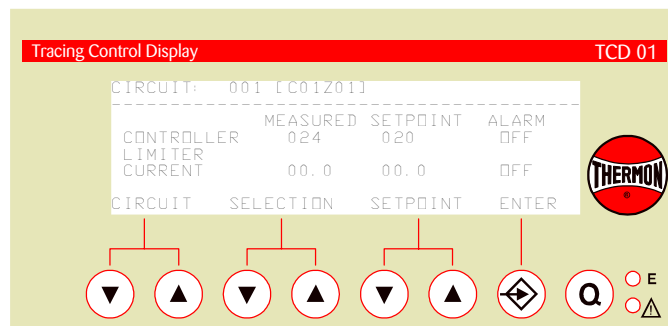 Tracing Control Display TCD 01
CIRCUIT: 001 [C01Z01]
MEASURED SETPOINT ALARM
CONTROLLER 024 020 OFF
LIMITER
CURRENT 00.0 00.0 OFF
CIRCUIT SELECTION SETPOINT ENTER
THERMON
®
Q
E